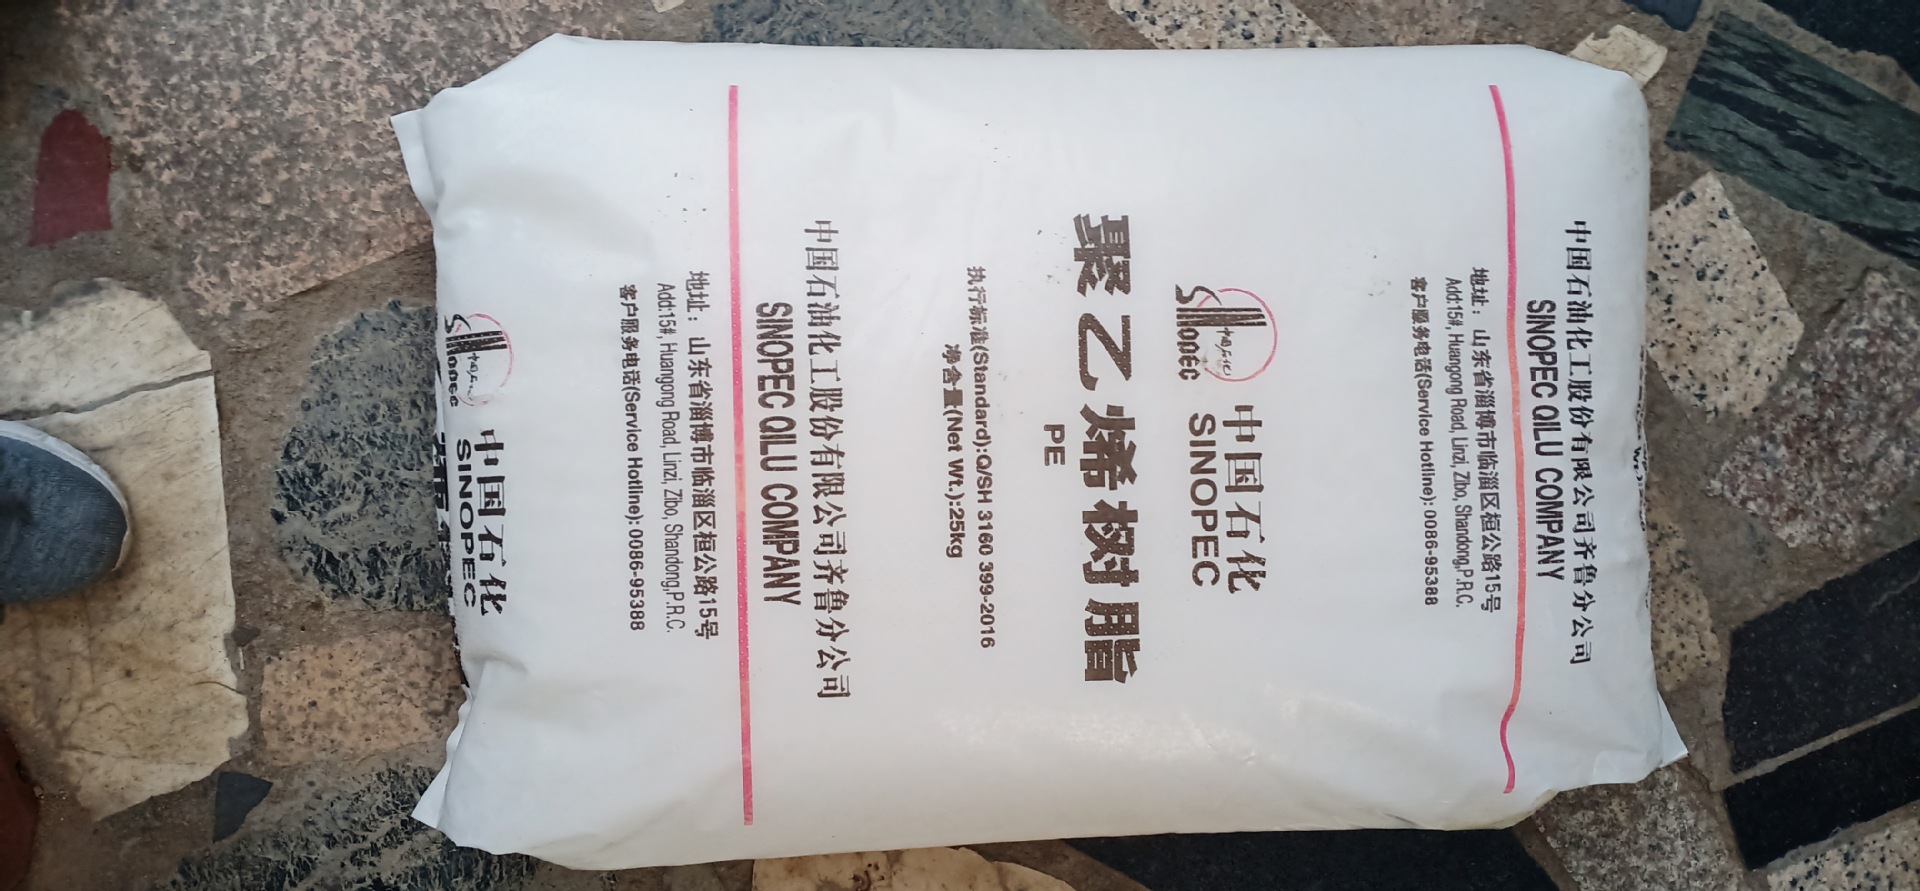 中国石油化工股份有限公司齐鲁分公司
SINOPEC QILU COMPANY
地址：山东省淄博市临淄区桓公路15号
Add:15#, Huangong Road, Linzi, Zibo, Shandong,P.R.C.
客户服务电话(Service Hotline): 0086-95388
中国石化
SINOPEC
聚乙烯树脂
PE
执行标准(Standard):Q/SH 3160 399-2016
净含量(Net Wt.):25kg
中国石油化工股份有限公司齐鲁分公司
SINOPEC QILU COMPANY
地址：山东省淄博市临淄区桓公路15号
Add:15#, Huangong Road, Linzi, Zibo, Shandong,P.R.C.
客户服务电话(Service Hotline): 0086-95388
中国石化
SINOPEC